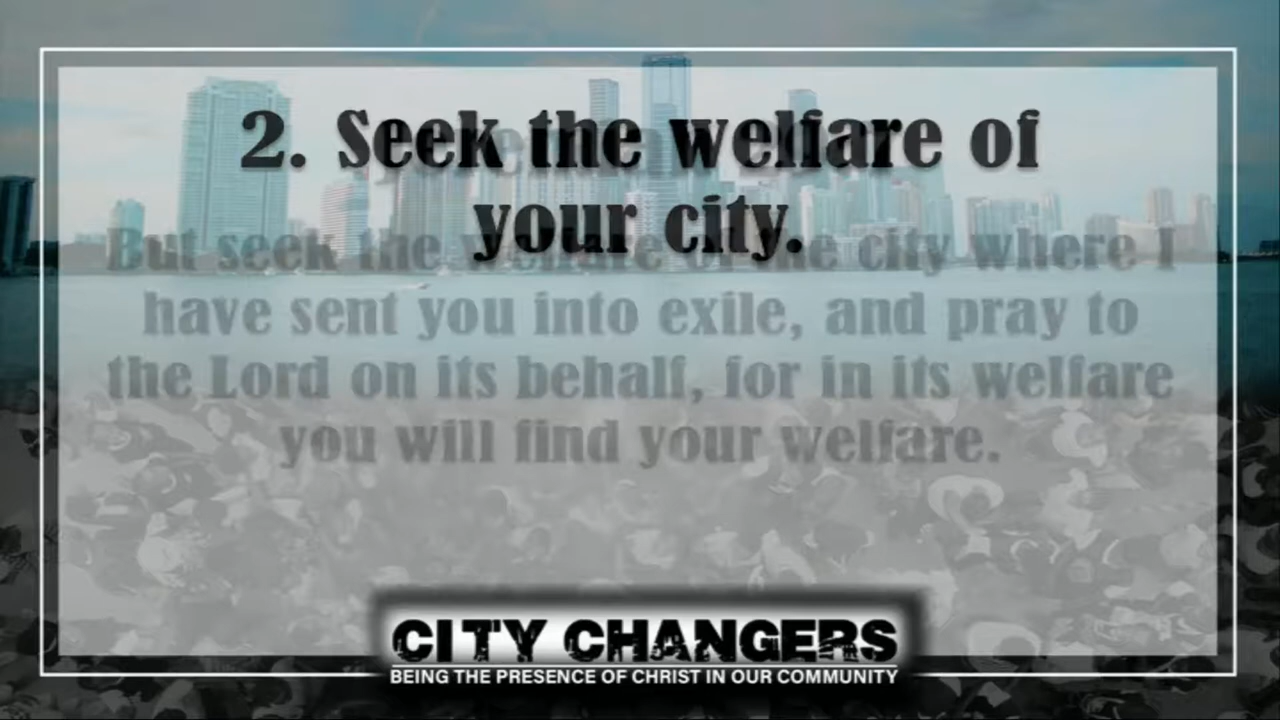 2. Seek the welfare of
your city.
But seek the welfare of the city where I
have sent you into exile, and pray to
the Lord on its behalf, for in its welfare
you will find your welfare.
CITY CHANGERS
BEING THE PRESENCE OF CHRIST IN OUR COMMUNITY